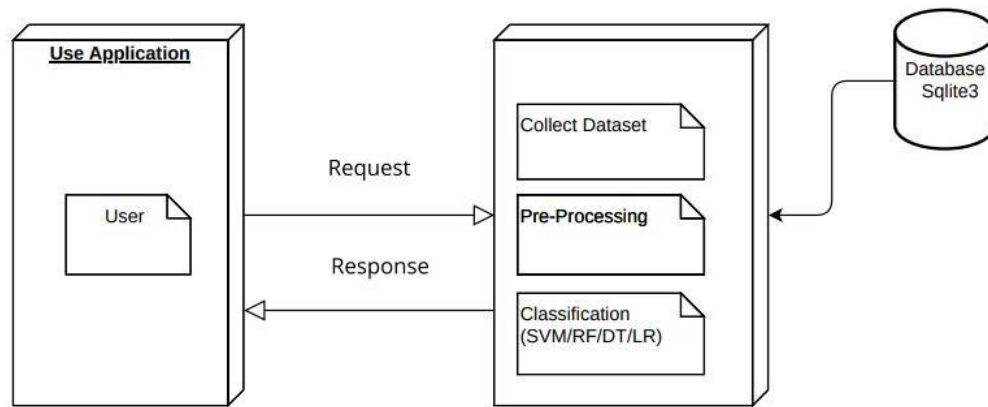 Use Application
User
Request
Response
Collect Dataset
Pre-Processing
Classification
(SVM/RF/DT/LR)
Database
Sqlite3